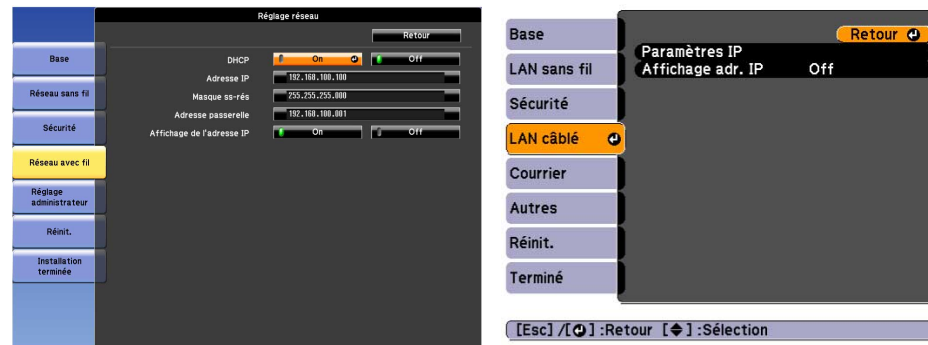 Réglage réseau
Retour
Base
Réseau sans fil
Sécurité
Réseau avec fil
Réglage
administrateur
Réinit.
Installation
terminée
DHCP On Off
Adresse IP 192.168.100.100
Masque ss-rés 255.255.255.000
Adresse passerelle 192.168.100.001
Affichage de l'adresse IP On Off
Base
LAN sans fil
Sécurité
LAN câblé
Courrier
Autres
Réinit.
Terminé
Retour
Paramètres IP
Affichage adr. IP Off
[Esc] /[ ] :Retour [ ] :Sélection